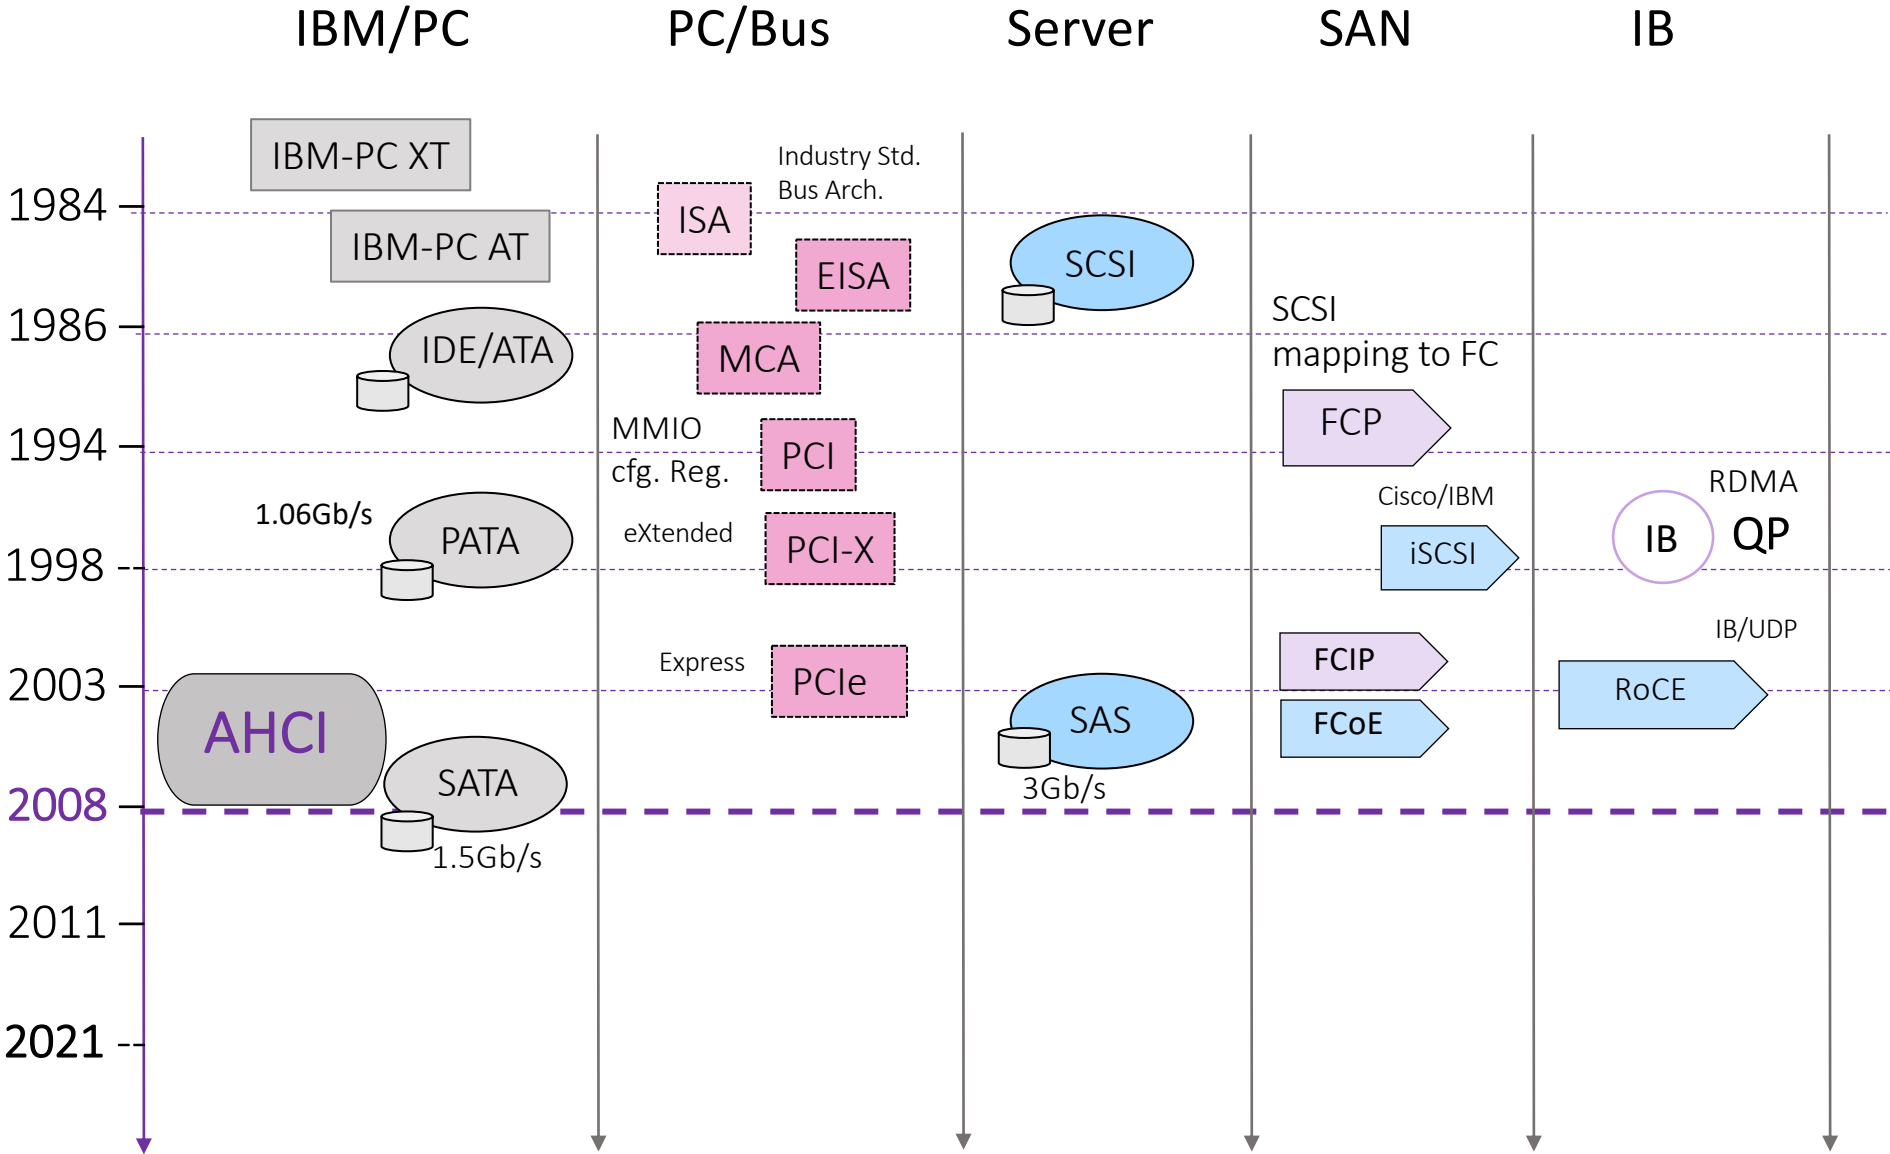 IBM/PC
PC/Bus
Server
SAN
IB
IBM-PC XT
Industry Std.
Bus Arch.
1984
ISA
IBM-PC AT
EISA
SCSI
1986
SCSI
mapping to FC
IDE/ATA
MCA
FCP
1994
MMIO
cfg. Reg.
PCI
Cisco/IBM
RDMA
1.06Gb/s
PATA
eXtended
PCI-X
iSCSI
IB
QP
1998
IB/UDP
2003
Express
PCIe
FCIP
RoCE
AHCI
SAS
FCoE
SATA
3Gb/s
2008
1.5Gb/s
2011
2021